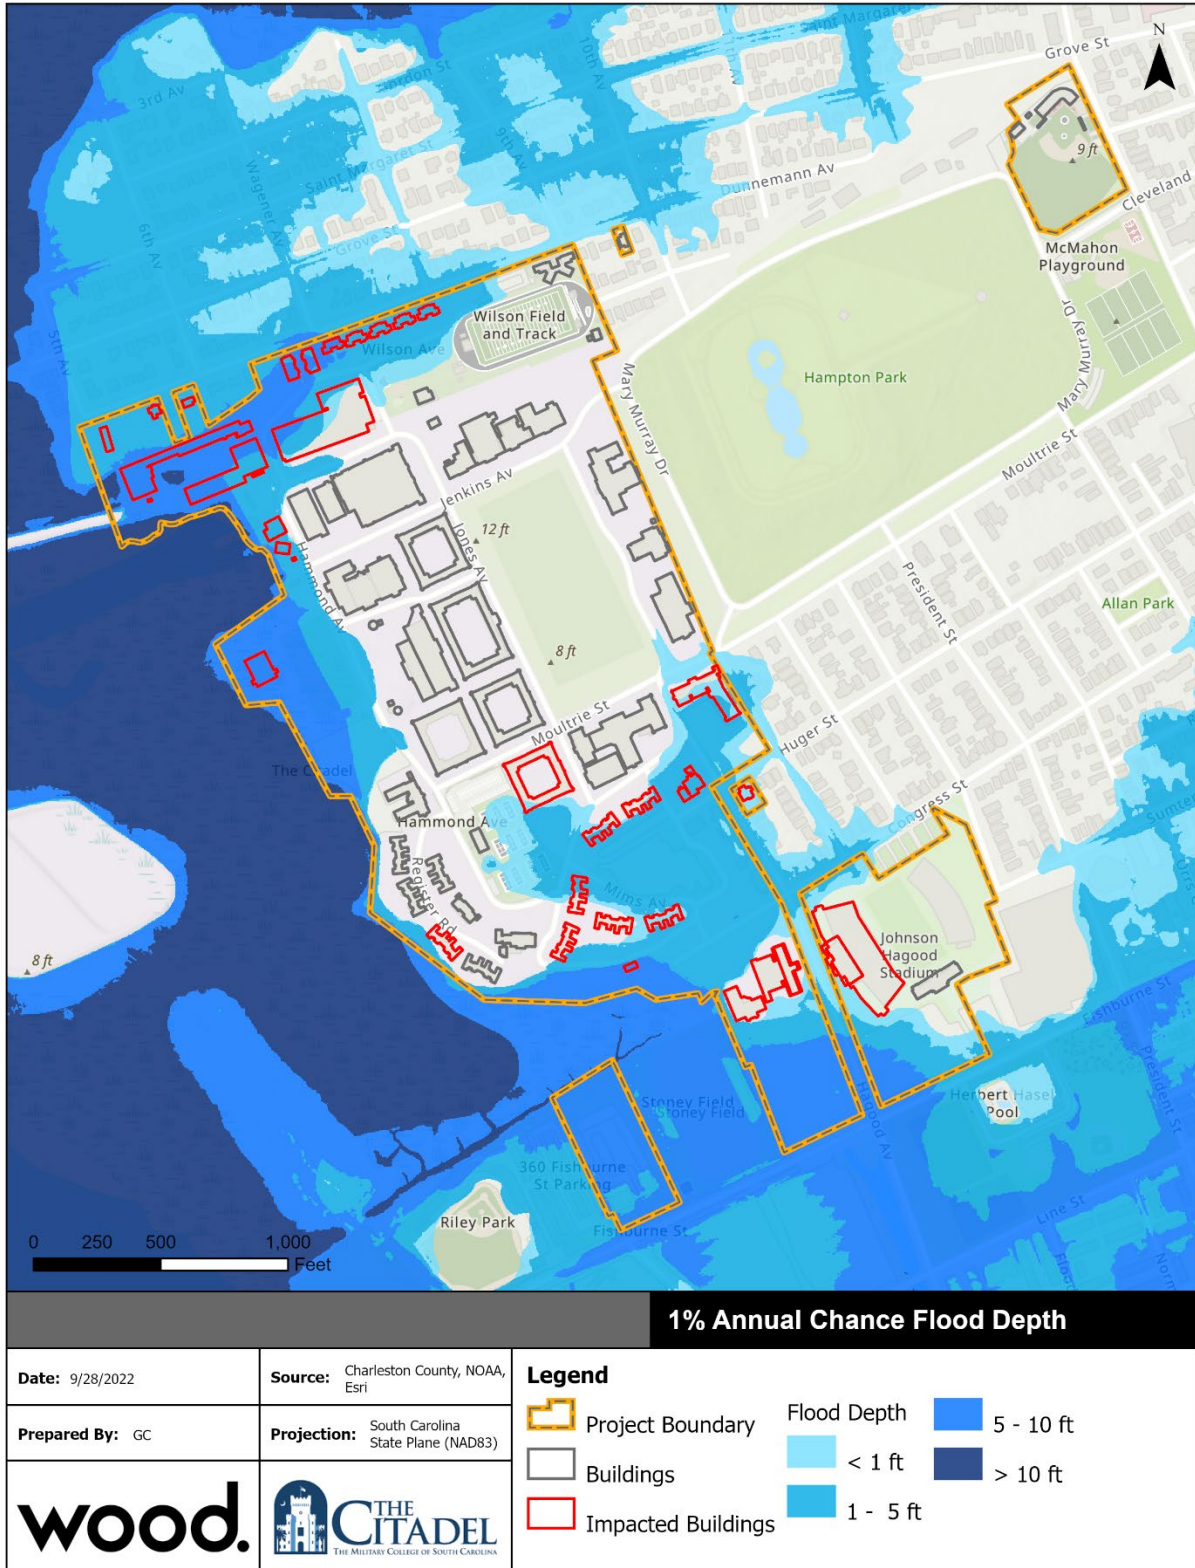 N
Saint Margaret St
Grove St
10th Av
3rd Av
9th Av
Saint Margaret St
Wagener Av
Grove St
6th Av
5th Av
Dunnemann Av
9 ft
Cleveland
McMahon
Playground
Wilson Field
and Track
Wilson Ave
Hampton Park
Mary Murray Dr
Mary Murray Dr
Moultrie St
Jenkins Av
12 ft
Jones Av
Hammond Av
President St
Allan Park
8 ft
Moultrie St
Huger St
The Citadel
Hammond Ave
Congress St
Register Rd
Mims Av
Johnson
Hagood
Stadium
8 ft
Fishburne St
President St
Stoney Field
Stoney Field
Hagood Av
Herbert Hasel
Pool
360 Fishburne
St Parking
Riley Park
Fishburne St
Line St
0 250 500 1,000
Feet
1% Annual Chance Flood Depth
Date: 9/28/2022
Source: Charleston County, NOAA,
Esri
Prepared By: GC
Projection: South Carolina
State Plane (NAD83)
wood.
THE
CITADEL
THE MILITARY COLLEGE OF SOUTH CAROLINA
Legend
Project Boundary
Buildings
Impacted Buildings
Flood Depth
< 1 ft
1 - 5 ft
5 - 10 ft
> 10 ft